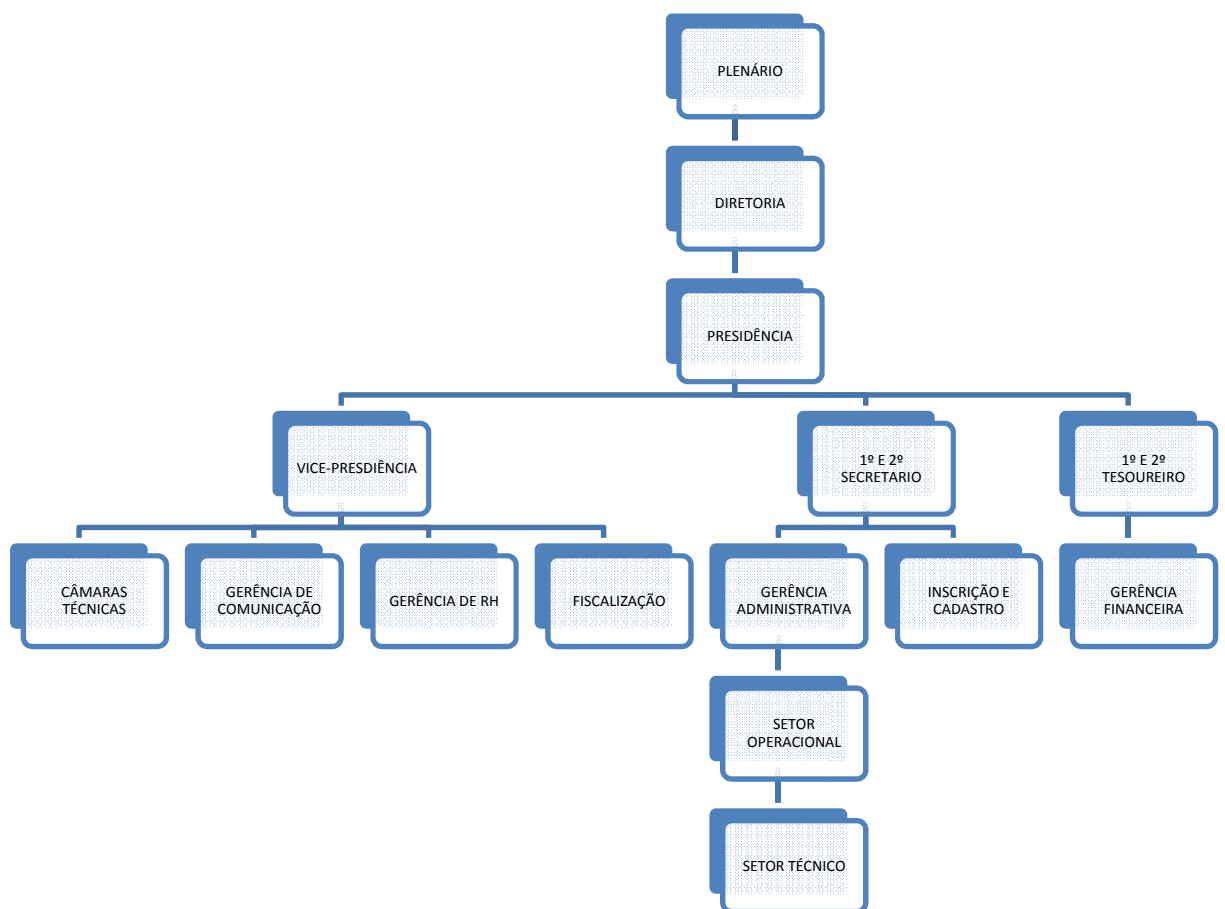 PLENÁRIO
DIRETORIA
PRESIDÊNCIA
VICE-PRESDIÊNCIA
1º E 2º
SECRETARIO
1º E 2º
TESOUREIRO
CÂMARAS
TÉCNICAS
GERÊNCIA DE
COMUNICAÇÃO
GERÊNCIA DE RH
FISCALIZAÇÃO
GERÊNCIA
ADMINISTRATIVA
INSCRIÇÃO E
CADASTRO
GERÊNCIA
FINANCEIRA
SETOR
OPERACIONAL
SETOR TÉCNICO